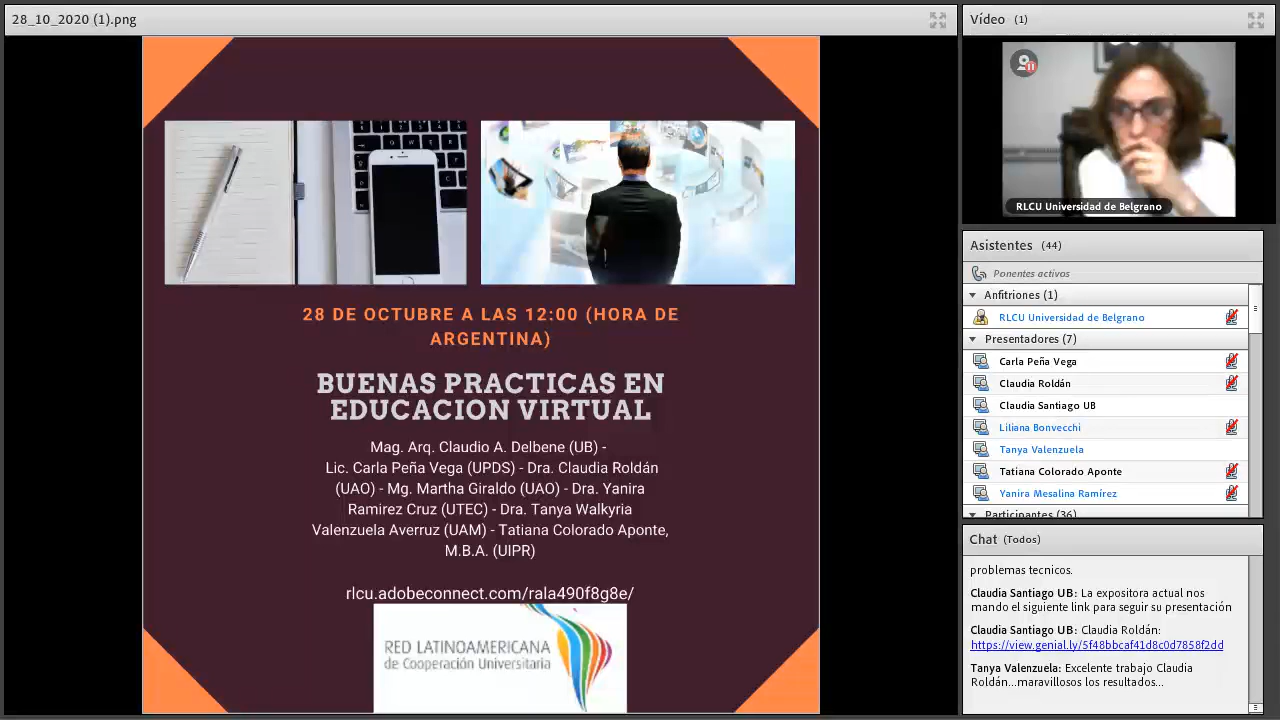 28_10_2020 (1).png
28 DE OCTUBRE A LAS 12:00 (HORA DE
ARGENTINA)
BUENAS PRACTICAS EN
EDUCACION VIRTUAL
Mag. Arq. Claudio A. Delbene (UB) -
Lic. Carla Peña Vega (UPDS) - Dra. Claudia Roldán
(UAO) - Mg. Martha Giraldo (UAO) - Dra. Yanira
Ramirez Cruz (UTEC) - Dra. Tanya Walkyria
Valenzuela Averruz (UAM) - Tatiana Colorado Aponte,
M.B.A. (UIPR)
rlcu.adobeconnect.com/rala490f8g8e/
RED LATINOAMERICANA
de Cooperación Universitaria
Vídeo (1)
RLCU Universidad de Belgrano
Asistentes (44)
Ponentes activos
Anfitriones (1)
RLCU Universidad de Belgrano
Presentadores (7)
Carla Peña Vega
Claudia Roldán
Claudia Santiago UB
Liliana Bonvecchi
Tanya Valenzuela
Tatiana Colorado Aponte
Yanira Mesalina Ramírez
Participantes (36)
Chat (Todos)
problemas tecnicos.
Claudia Santiago UB: La expositora actual nos
mando el siguiente link para seguir su presentación
Claudia Santiago UB: Claudia Roldán:
https://view.genial.ly/5f48bbcaf41d8c0d7858f2dd
Tanya Valenzuela: Excelente trabajo Claudia
Roldán...maravillosos los resultados...